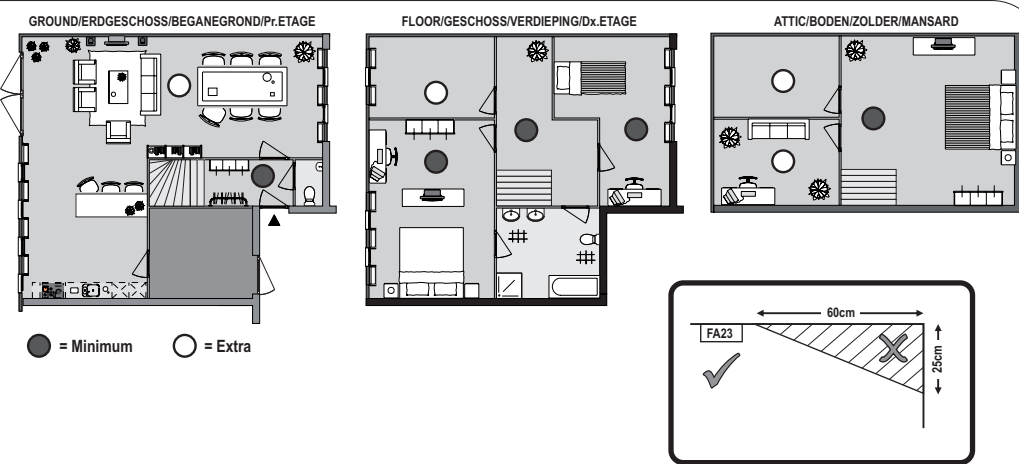 GROUND/ERDGESCHOSS/BEGANEGROND/Pr.ETAGE
FLOOR/GESCHOSS/VERDIEPING/Dx.ETAGE
ATTIC/BODEN/ZOLDER/MANSARD
= Minimum
= Extra
60cm
FA23
25cm